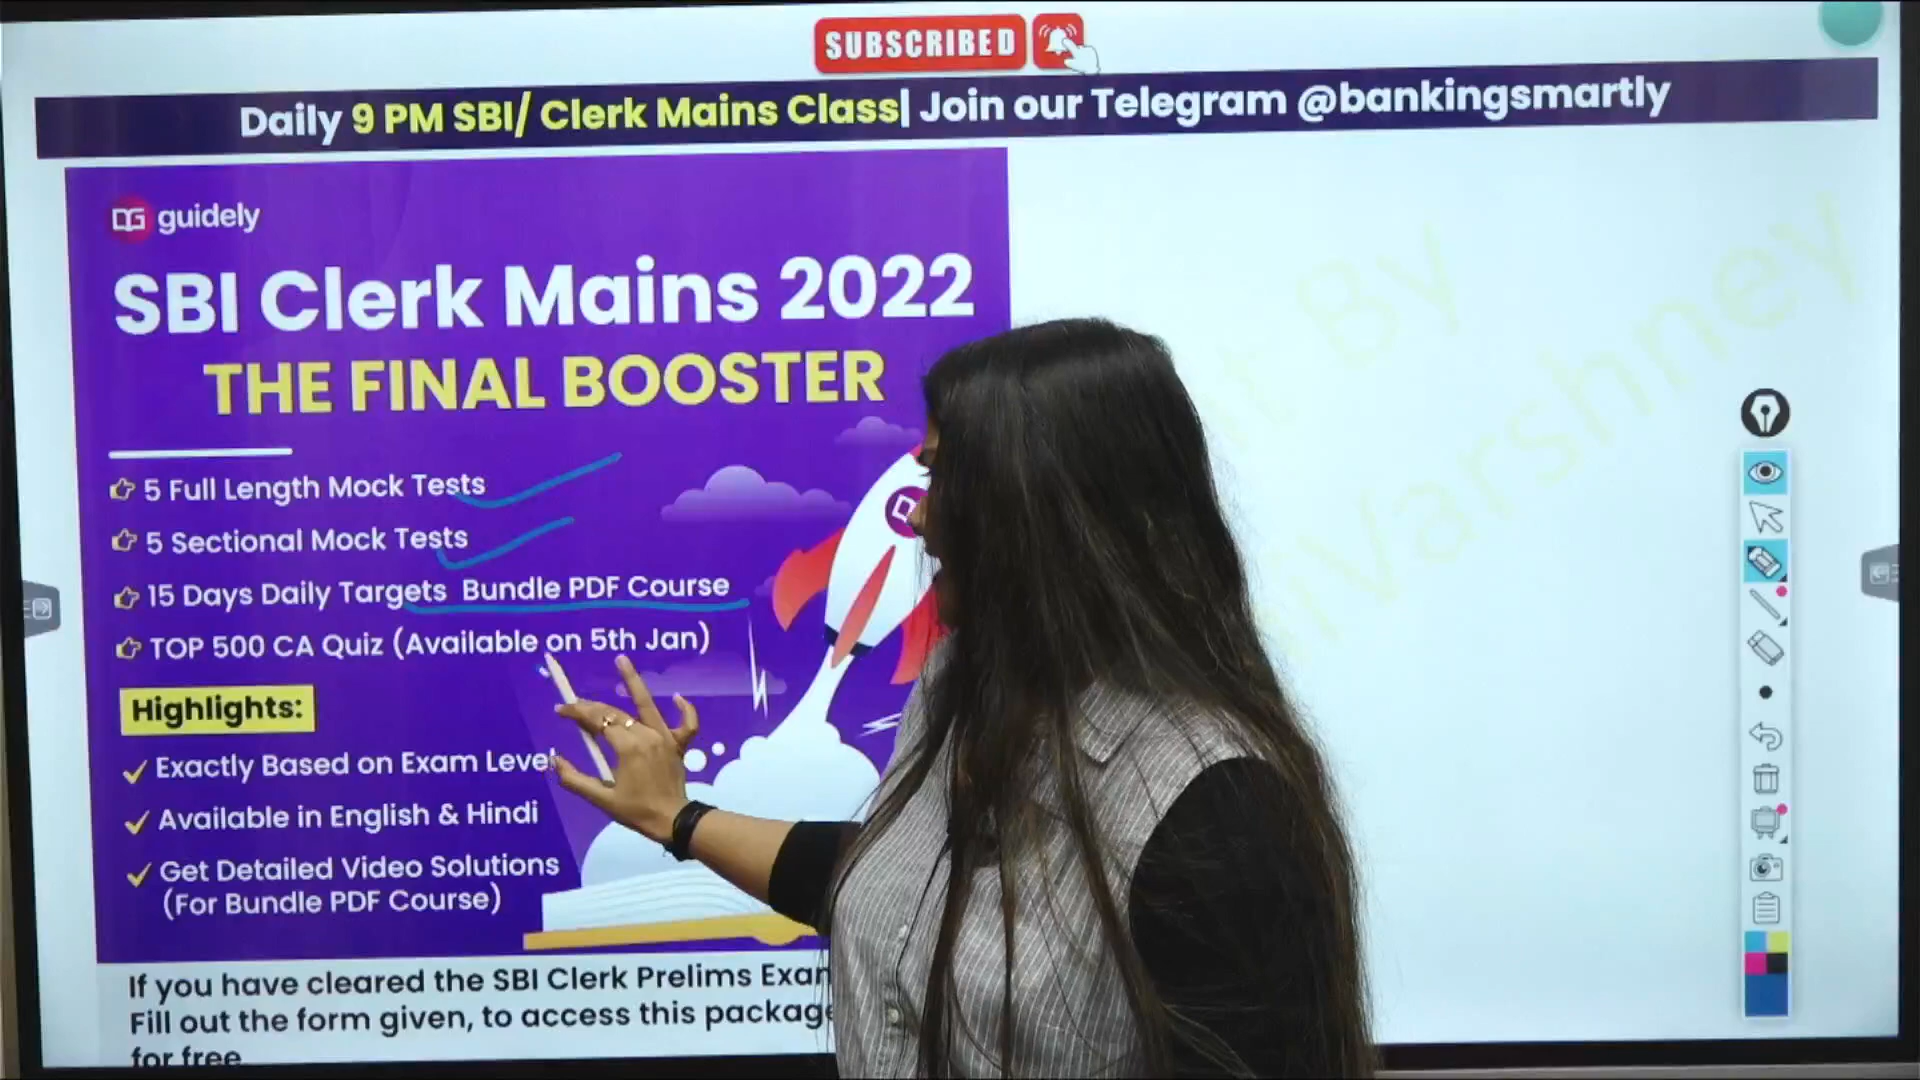 SUBSCRIBED
Daily 9 PM SBI/ Clerk Mains Class| Join our Telegram @bankingsmartly
DG guidely
SBI Clerk Mains 2022
THE FINAL BOOSTER
5 Full Length Mock Tests
5 Sectional Mock Tests
15 Days Daily Targets Bundle PDF Course
TOP 500 CA Quiz (Available on 5th Jan)
Highlights:
Exactly Based on Exam Level
Available in English & Hindi
Get Detailed Video Solutions
(For Bundle PDF Course)
If you have cleared the SBI Clerk Prelims
Fill out the form given, to access this package
for free
By
Varshney